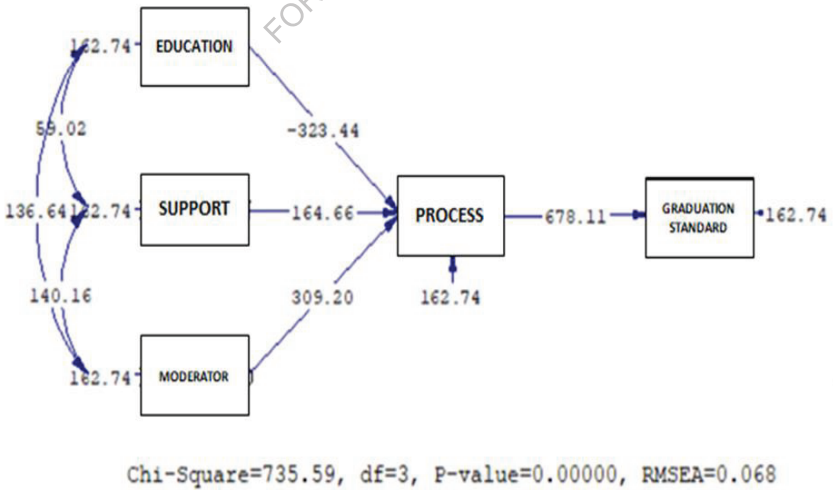 FOR
162.74
EDUCATION
59.02
-323.44
136.64
162.74
SUPPORT
164.66
PROCESS
678.11
GRADUATION
STANDARD
162.74
140.16
309.20
162.74
162.74
MODERATOR
Chi-Square=735.59, df=3, P-value=0.00000, RMSEA=0.068